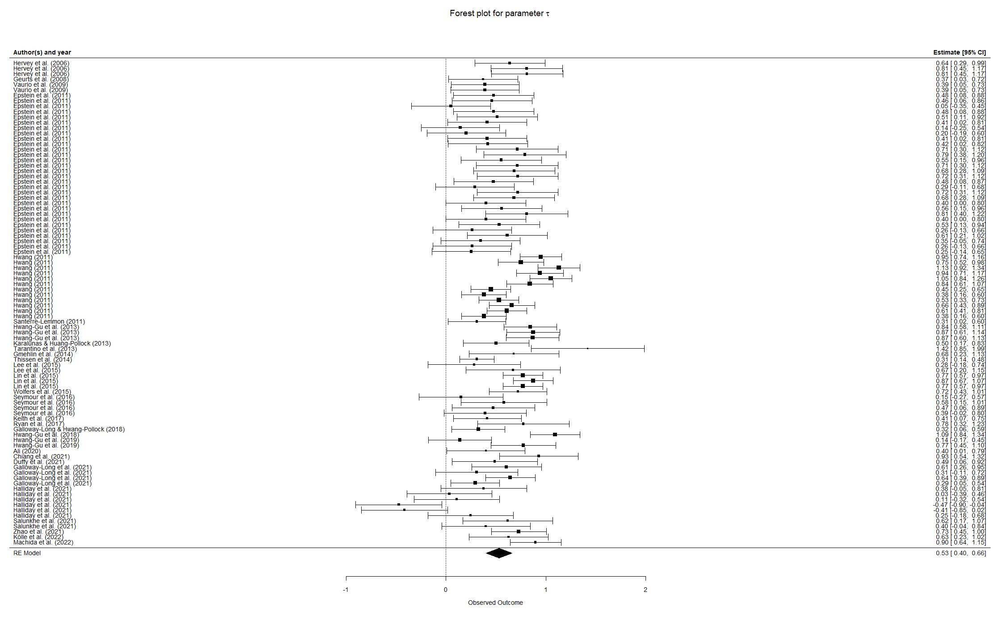 Forest plot for parameter τ
Author(s) and year Estimate [95% CI]
Hervey et al. (2006) 0.64 [ 0.29, 0.99]
Hervey et al. (2006) 0.81 [ 0.45, 1.17]
Hervey et al. (2006) 0.81 [ 0.45, 1.17]
Geurts et al. (2008) 0.37 [ 0.03, 0.72]
Vaurio et al. (2009) 0.39 [ 0.05, 0.73]
Vaurio et al. (2009) 0.39 [ 0.05, 0.73]
Epstein et al. (2011) 0.48 [ 0.08, 0.88]
Epstein et al. (2011) 0.46 [ 0.06, 0.86]
Epstein et al. (2011) 0.05 [-0.35, 0.45]
Epstein et al. (2011) 0.48 [ 0.08, 0.88]
Epstein et al. (2011) 0.51 [ 0.11, 0.92]
Epstein et al. (2011) 0.41 [ 0.02, 0.81]
Epstein et al. (2011) 0.14 [-0.25, 0.54]
Epstein et al. (2011) 0.20 [-0.19, 0.60]
Epstein et al. (2011) 0.41 [ 0.02, 0.81]
Epstein et al. (2011) 0.42 [ 0.02, 0.82]
Epstein et al. (2011) 0.71 [ 0.30, 1.12]
Epstein et al. (2011) 0.79 [ 0.38, 1.20]
Epstein et al. (2011) 0.55 [ 0.15, 0.96]
Epstein et al. (2011) 0.71 [ 0.30, 1.12]
Epstein et al. (2011) 0.68 [ 0.28, 1.09]
Epstein et al. (2011) 0.72 [ 0.31, 1.12]
Epstein et al. (2011) 0.48 [ 0.08, 0.87]
Epstein et al. (2011) 0.29 [-0.11, 0.68]
Epstein et al. (2011) 0.72 [ 0.31, 1.12]
Epstein et al. (2011) 0.68 [ 0.28, 1.09]
Epstein et al. (2011) 0.40 [ 0.00, 0.80]
Epstein et al. (2011) 0.56 [ 0.15, 0.96]
Epstein et al. (2011) 0.81 [ 0.40, 1.22]
Epstein et al. (2011) 0.40 [ 0.00, 0.80]
Epstein et al. (2011) 0.53 [ 0.13, 0.94]
Epstein et al. (2011) 0.26 [-0.13, 0.66]
Epstein et al. (2011) 0.61 [ 0.21, 1.02]
Epstein et al. (2011) 0.35 [-0.05, 0.74]
Epstein et al. (2011) 0.26 [-0.13, 0.66]
Epstein et al. (2011) 0.25 [-0.14, 0.65]
Hwang (2011) 0.95 [ 0.74, 1.16]
Hwang (2011) 0.75 [ 0.52, 0.98]
Hwang (2011) 1.13 [ 0.92, 1.34]
Hwang (2011) 0.94 [ 0.71, 1.17]
Hwang (2011) 1.05 [ 0.84, 1.26]
Hwang (2011) 0.84 [ 0.61, 1.07]
Hwang (2011) 0.45 [ 0.25, 0.65]
Hwang (2011) 0.38 [ 0.16, 0.60]
Hwang (2011) 0.53 [ 0.33, 0.73]
Hwang (2011) 0.66 [ 0.43, 0.89]
Hwang (2011) 0.61 [ 0.41, 0.81]
Hwang (2011) 0.38 [ 0.16, 0.60]
Santerre-Lemmon (2011) 0.31 [ 0.02, 0.60]
Hwang-Gu et al. (2013) 0.84 [ 0.58, 1.11]
Hwang-Gu et al. (2013) 0.87 [ 0.61, 1.14]
Hwang-Gu et al. (2013) 0.87 [ 0.60, 1.13]
Karalunas & Huang-Pollock (2013) 0.50 [ 0.17, 0.83]
Tarantino et al. (2013) 1.42 [ 0.85, 1.99]
Gmehlin et al. (2014) 0.68 [ 0.23, 1.13]
Thissen et al. (2014) 0.31 [ 0.14, 0.48]
Lee et al. (2015) 0.28 [-0.18, 0.74]
Lee et al. (2015) 0.67 [ 0.20, 1.15]
Lin et al. (2015) 0.77 [ 0.57, 0.97]
Lin et al. (2015) 0.87 [ 0.67, 1.07]
Lin et al. (2015) 0.77 [ 0.57, 0.97]
Wolfers et al. (2015) 0.72 [ 0.43, 1.01]
Seymour et al. (2016) 0.15 [-0.27, 0.57]
Seymour et al. (2016) 0.58 [ 0.15, 1.01]
Seymour et al. (2016) 0.47 [ 0.06, 0.89]
Seymour et al. (2016) 0.39 [-0.02, 0.80]
Keith et al. (2017) 0.41 [ 0.07, 0.75]
Ryan et al. (2017) 0.78 [ 0.32, 1.23]
Galloway-Long & Hwang-Pollock (2018) 0.32 [ 0.06, 0.59]
Hwang-Gu et al. (2018) 1.09 [ 0.84, 1.34]
Hwang-Gu et al. (2019) 0.14 [-0.17, 0.45]
Hwang-Gu et al. (2019) 0.77 [ 0.45, 1.10]
Ali (2020) 0.40 [ 0.01, 0.79]
Chiang et al. (2021) 0.93 [ 0.54, 1.32]
Duffy et al. (2021) 0.49 [ 0.06, 0.92]
Galloway-Long et al. (2021) 0.61 [ 0.26, 0.95]
Galloway-Long et al. (2021) 0.31 [-0.11, 0.72]
Galloway-Long et al. (2021) 0.64 [ 0.39, 0.89]
Galloway-Long et al. (2021) 0.29 [ 0.05, 0.54]
Halliday et al. (2021) 0.38 [-0.05, 0.81]
Halliday et al. (2021) 0.03 [-0.39, 0.46]
Halliday et al. (2021) 0.11 [-0.32, 0.54]
Halliday et al. (2021) -0.47 [-0.90, -0.04]
Halliday et al. (2021) -0.41 [-0.85, 0.02]
Halliday et al. (2021) 0.25 [-0.18, 0.68]
Salunkhe et al. (2021) 0.62 [ 0.17, 1.07]
Salunkhe et al. (2021) 0.40 [-0.04, 0.84]
Zhao et al. (2021) 0.73 [ 0.45, 1.00]
Kölle et al. (2022) 0.63 [ 0.23, 1.02]
Machida et al. (2022) 0.90 [ 0.64, 1.15]
RE Model 0.53 [ 0.40, 0.66]
-1 0 1 2
Observed Outcome